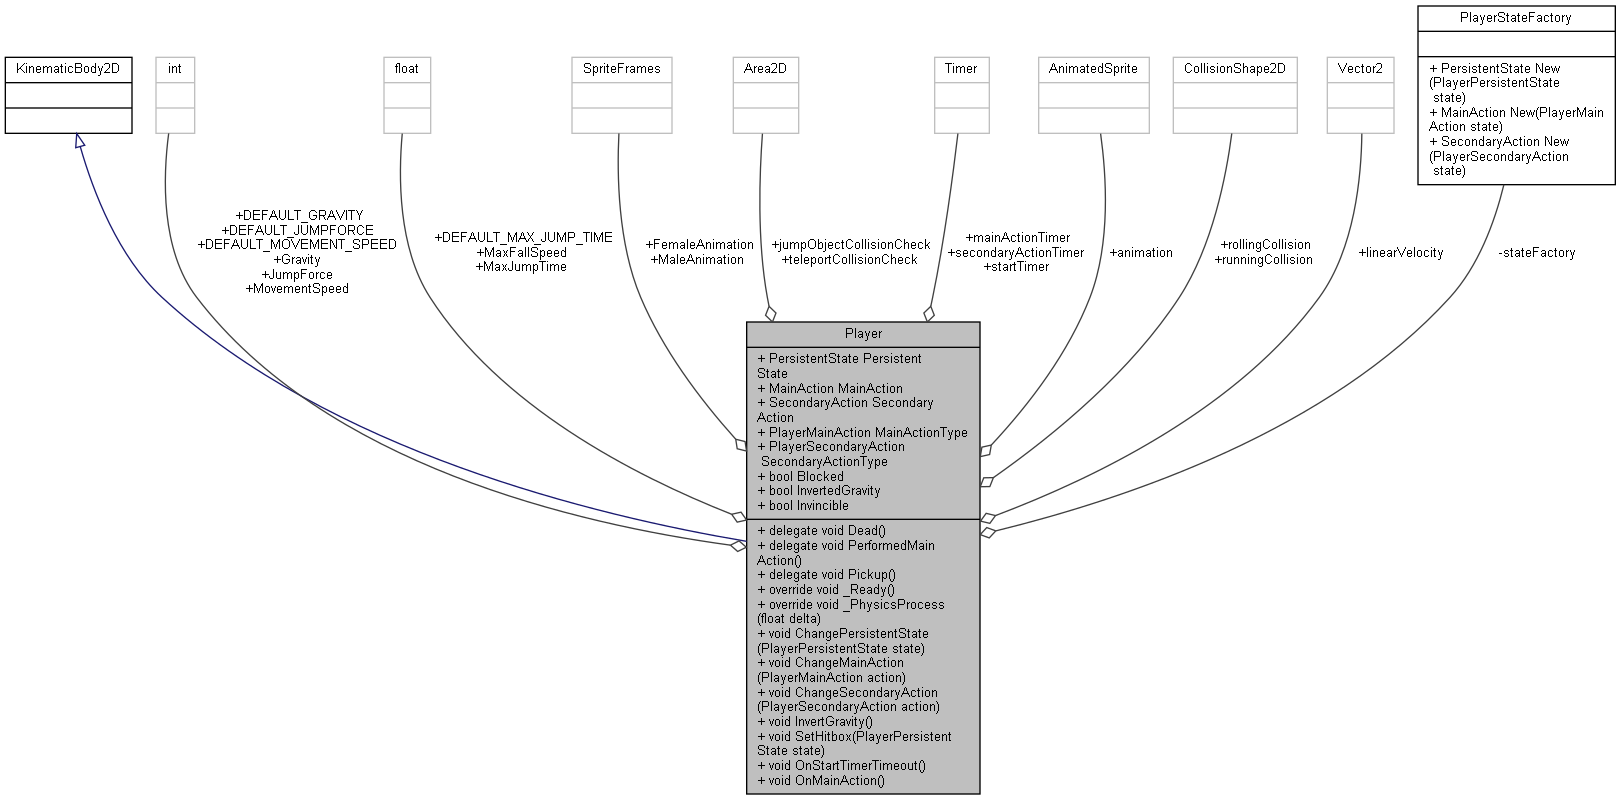 PlayerStateFactory
+ PersistentState New
(PlayerPersistentState
state)
+ MainAction New(PlayerMain
Action state)
+ SecondaryAction New
(PlayerSecondaryAction
state)
KinematicBody2D
int
float
SpriteFrames
Area2D
Timer
AnimatedSprite
CollisionShape2D
Vector2
+DEFAULT_GRAVITY
+DEFAULT_JUMPFORCE
+DEFAULT_MOVEMENT_SPEED
+Gravity
+JumpForce
+MovementSpeed
+DEFAULT_MAX_JUMP_TIME
+MaxFallSpeed
+MaxJumpTime
+FemaleAnimation
+MaleAnimation
+jumpObjectCollisionCheck
+teleportCollisionCheck
+mainActionTimer
+secondaryActionTimer
+startTimer
+animation
+rollingCollision
+runningCollision
+linearVelocity
-stateFactory
Player
+ PersistentState Persistent
State
+ MainAction MainAction
+ SecondaryAction Secondary
Action
+ PlayerMainAction MainActionType
+ PlayerSecondaryAction
SecondaryActionType
+ bool Blocked
+ bool InvertedGravity
+ bool Invincible
+ delegate void Dead()
+ delegate void PerformedMain
Action()
+ delegate void Pickup()
+ override void _Ready()
+ override void _PhysicsProcess
(float delta)
+ void ChangePersistentState
(PlayerPersistentState state)
+ void ChangeMainAction
(PlayerMainAction action)
+ void ChangeSecondaryAction
(PlayerSecondaryAction action)
+ void InvertGravity()
+ void SetHitbox(PlayerPersistent
State state)
+ void OnStartTimerTimeout()
+ void OnMainAction()